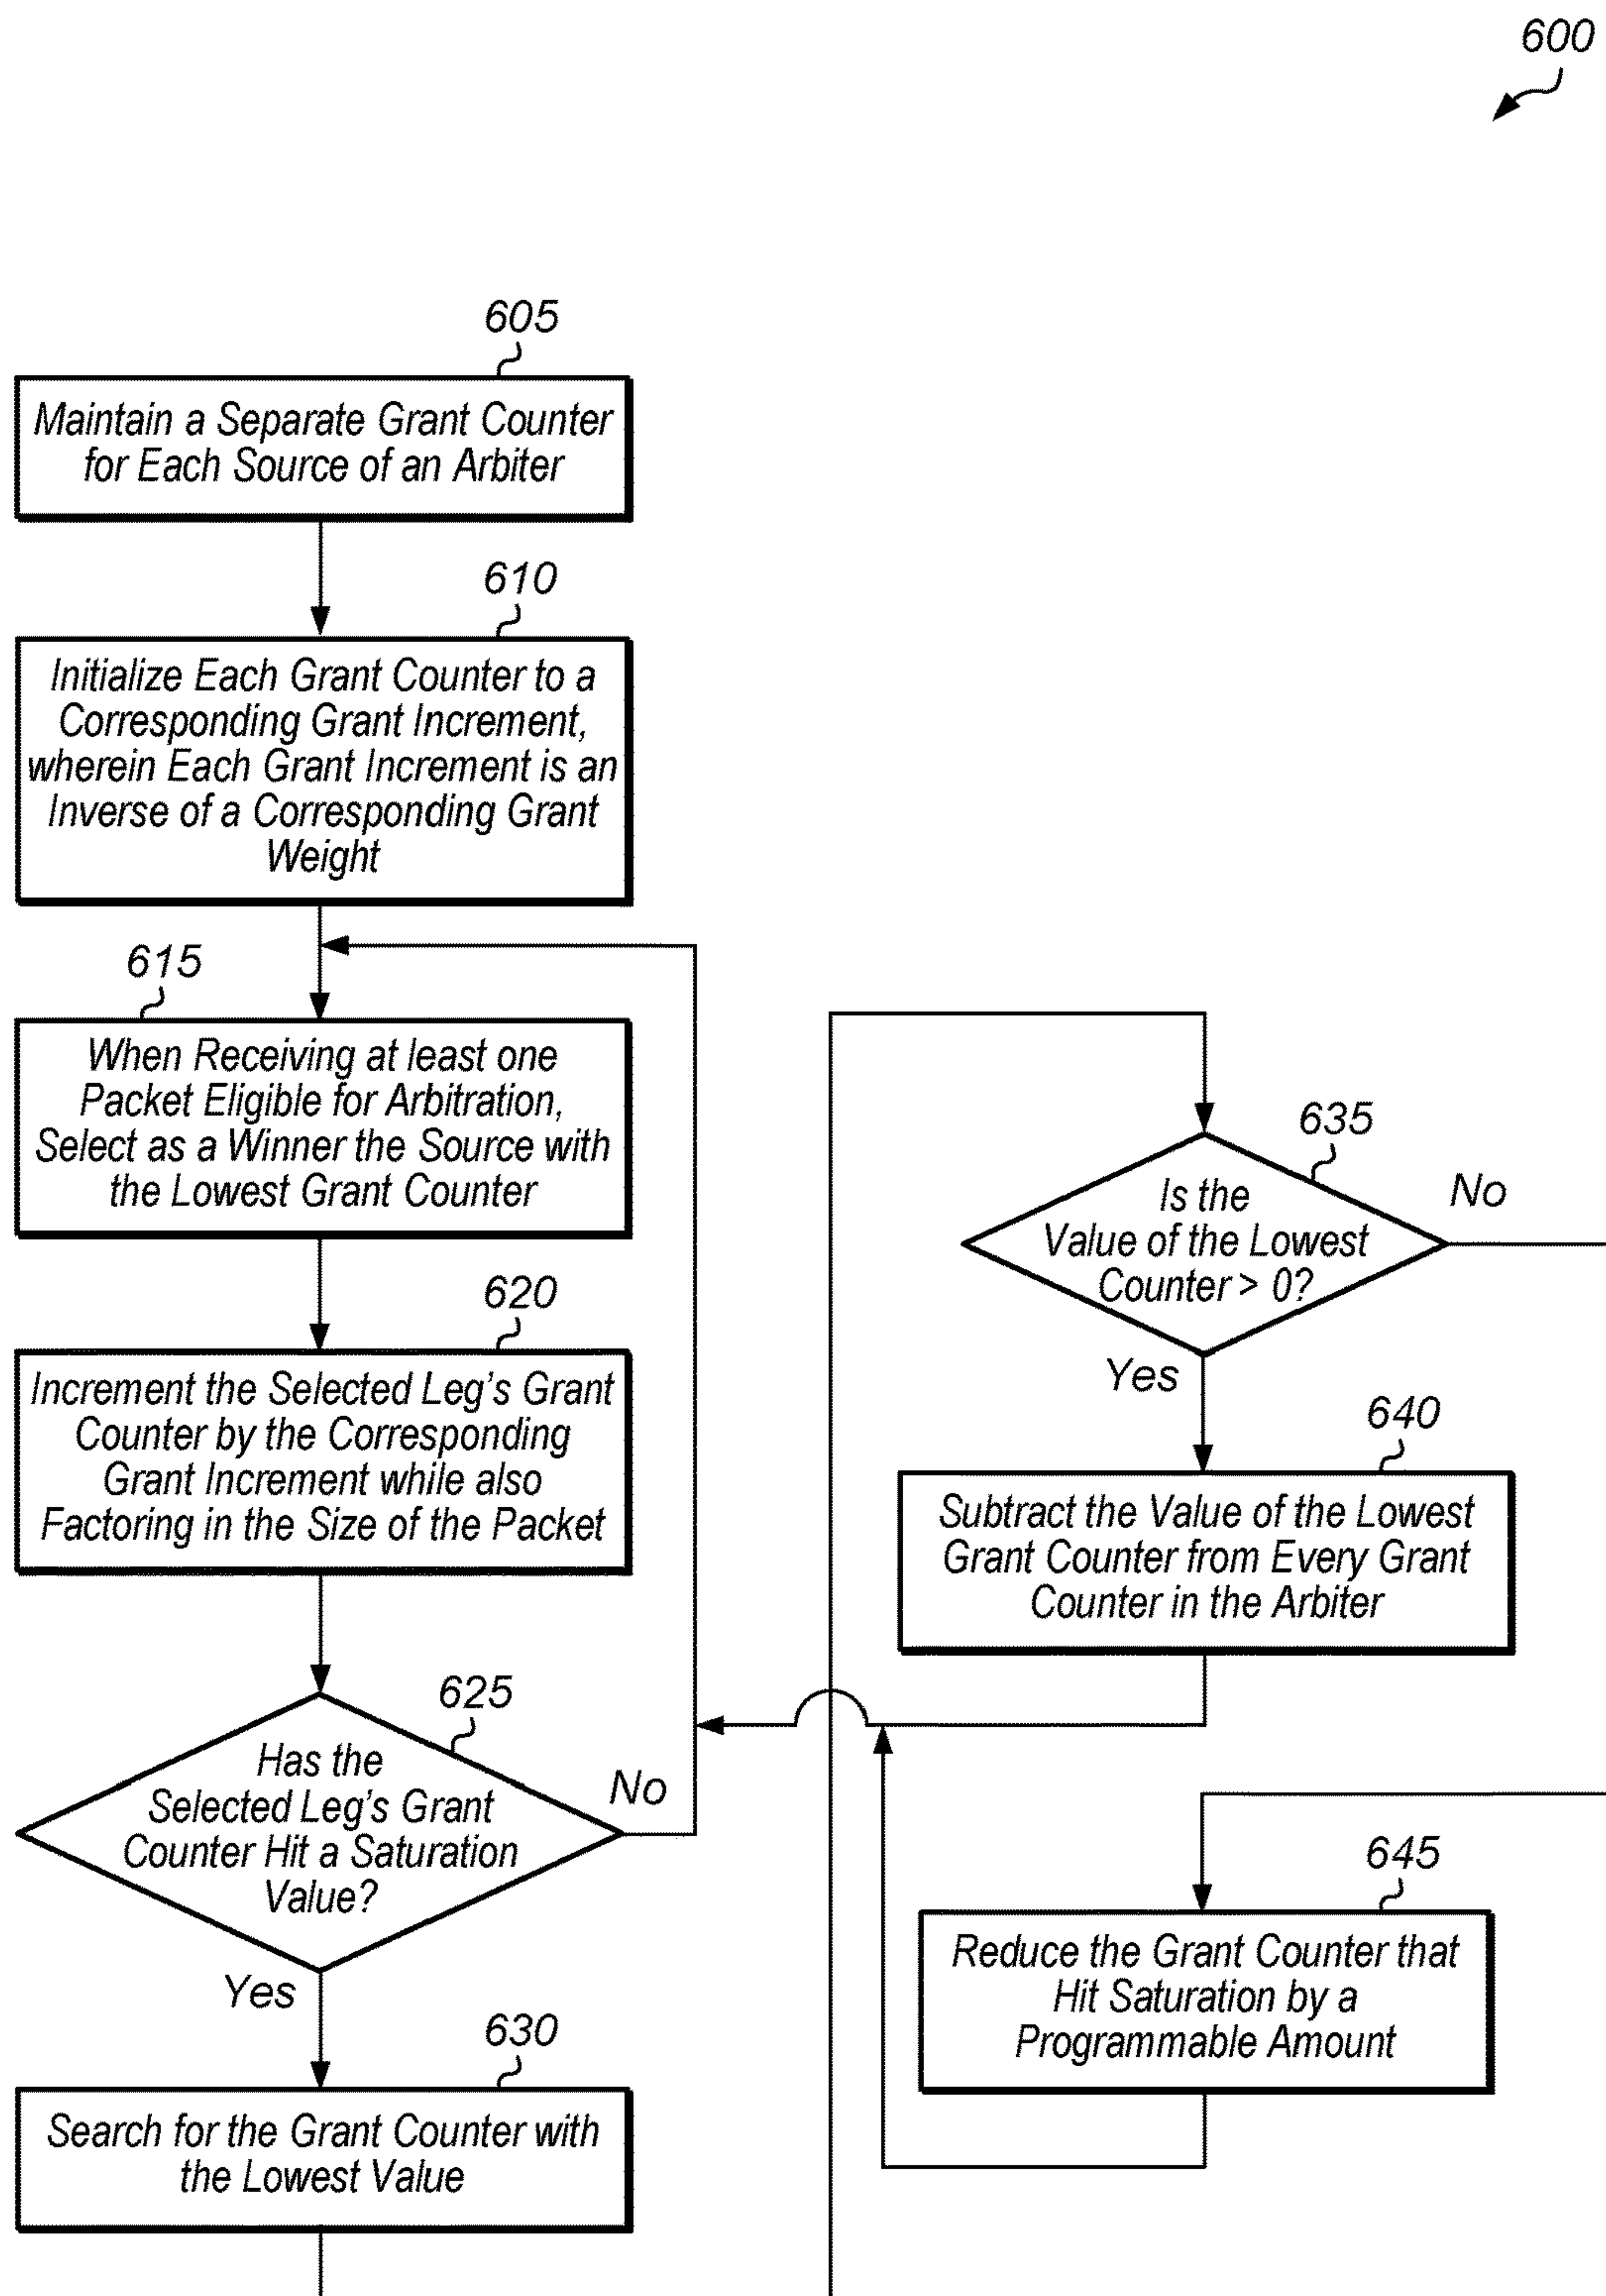 600
605
Maintain a Separate Grant Counter
for Each Source of an Arbiter
610
Initialize Each Grant Counter to a
Corresponding Grant Increment,
wherein Each Grant Increment is an
Inverse of a Corresponding Grant
Weight
615
When Receiving at least one
Packet Eligible for Arbitration,
Select as a Winner the Source with
the Lowest Grant Counter
620
Increment the Selected Leg's Grant
Counter by the Corresponding
Grant Increment while also
Factoring in the Size of the Packet
625
Has the
Selected Leg's Grant
Counter Hit a Saturation
Value?
No
Yes
630
Search for the Grant Counter with
the Lowest Value
635
Is the
Value of the Lowest
Counter > 0?
No
Yes
640
Subtract the Value of the Lowest
Grant Counter from Every Grant
Counter in the Arbiter
645
Reduce the Grant Counter that
Hit Saturation by a
Programmable Amount